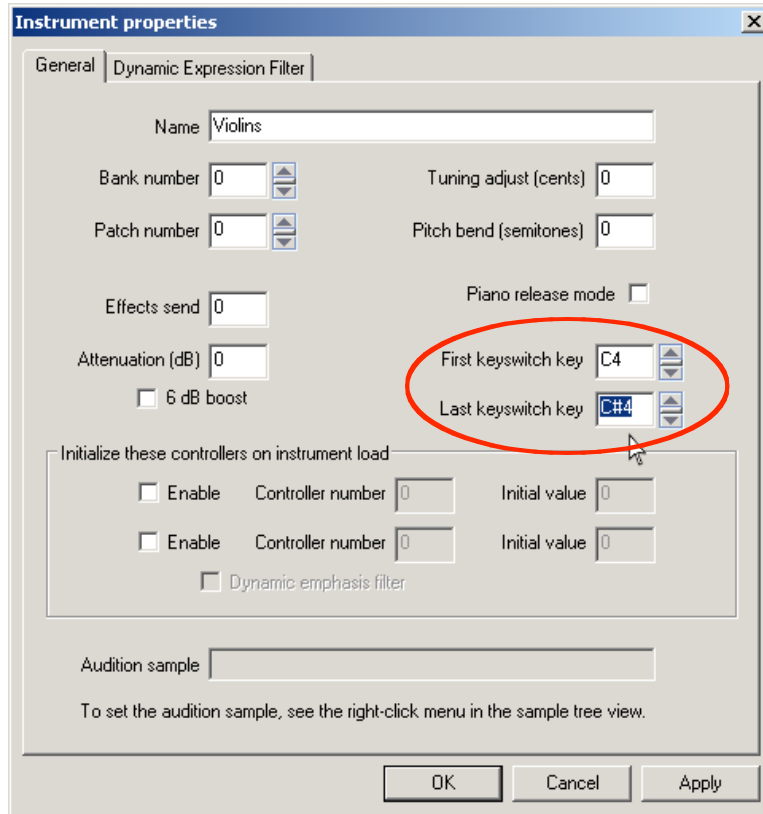 Instrument properties
General Dynamic Expression Filter
Name Violins
Bank number 0 Tuning adjust (cents) 0
Patch number 0 Pitch bend (semitones) 0
Effects send 0 Piano release mode
Attenuation (dB) 0 First keyswitch key C4
6 dB boost Last keyswitch key C#4
Initialize these controllers on instrument load
Enable Controller number 0 Initial value 0
Enable Controller number 0 Initial value 0
Dynamic emphasis filter
Audition sample
To set the audition sample, see the right-click menu in the sample tree view.
OK Cancel Apply